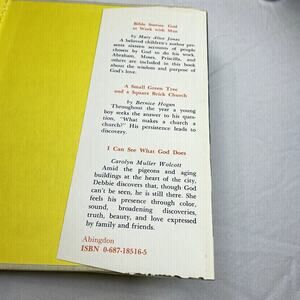 Bible Stories: God
at Work with Man
by Mary Alice Jones
A beloved children's author pre-
sents sixteen accounts of people
chosen by God to do his work.
Abraham, Moses, Priscilla, and
others are included in this book
about the wisdom and purpose of
God's love.
A Small Green Tree
and a Square Brick Church
by Bernice Hogan
Throughout the year a young
boy seeks the answer to his ques-
tion, "What makes a church a
church?" His persistence leads to
discovery.
I Can See What God Does
Carolyn Muller Wolcott
Amid the pigeons and aging
buildings at the heart of the city,
Debbie discovers that, though God
can't be seen, he is still there. She
feels his presence through color,
sound, broadening discoveries,
truth, beauty, and love expressed
by family and friends.
Abingdon
ISBN 0-687-18516-5